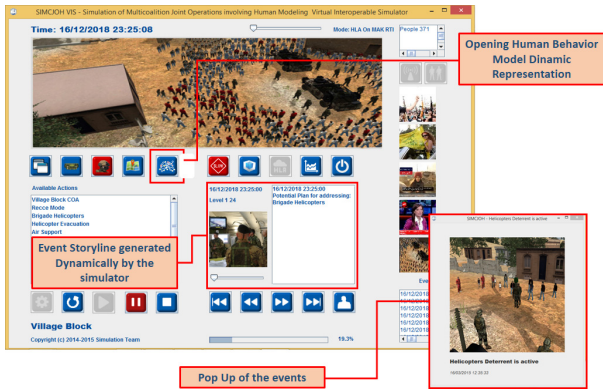 SIMCJOH VIS - Simulation of Multicoalition Joint Operations involving Human Modeling Virtual Interoperable Simulator
Time: 16/12/2018 23:25:08
Mode: HLA On MAK RTI
People 371
Opening Human Behavior
Model Dinamic
Representation
Available Actions
Village Block COA
Recce Mode
Brigade Helicopters
Helicopter Evacuation
Air Support
16/12/2018 23:25:00
Level 1 24
16/12/2018 23:25:00
Potential Plan for addressing:
Brigade Helicopters
Event Storyline generated
Dynamically by the
simulator
SIMCJOH - Helicopters Deterrent is active
Eve
16/12/2018
16/12/2018
16/12/2018
16/12/2018
16/12/2018
16/12/2018
Village Block
Copyright (c) 2014-2015 Simulation Team
19.3%
Helicopters Deterrent is active
Pop Up of the events